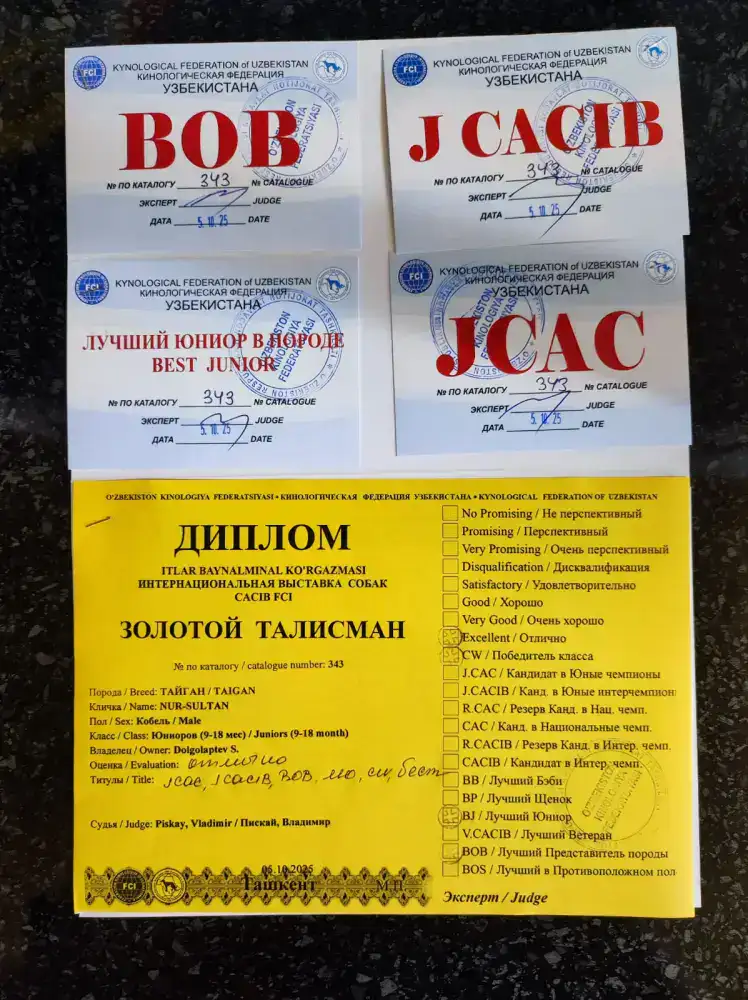 FCI
KYNOLOGICAL FEDERATION of UZBEKISTAN
КИНОЛОГИЧЕСКАЯ ФЕДЕРАЦИЯ
УЗБЕКИСТАНА
BOB
O'ZBEKISTON
KINOLOGIYA
FEDERATSIYASI
№ ПО КАТАЛОГУ 343 № CATALOGUE
ЭКСПЕРТ JUDGE
ДАТА 5.10.25 DATE
FCI
KYNOLOGICAL FEDERATION of UZBEKISTAN
КИНОЛОГИЧЕСКАЯ ФЕДЕРАЦИЯ
УЗБЕКИСТАНА
J CACIB
№ ПО КАТАЛОГУ 343 № CATALOGUE
ЭКСПЕРТ JUDGE
ДАТА 5.10.25 DATE
FCI
KYNOLOGICAL FEDERATION of UZBEKISTAN
КИНОЛОГИЧЕСКАЯ ФЕДЕРАЦИЯ
УЗБЕКИСТАНА
ЛУЧШИЙ ЮНИОР В ПОРОДЕ
BEST JUNIOR
№ ПО КАТАЛОГУ 343 № CATALOGUE
ЭКСПЕРТ JUDGE
ДАТА 5.10.25 DATE
FCI
KYNOLOGICAL FEDERATION of UZBEKISTAN
КИНОЛОГИЧЕСКАЯ ФЕДЕРАЦИЯ
УЗБЕКИСТАНА
JCAC
№ ПО КАТАЛОГУ 343 № CATALOGUE
ЭКСПЕРТ JUDGE
ДАТА 5.10.25 DATE
O'ZBEKISTON KINOLOGIYA FEDERATSIYASI • КИНОЛОГИЧЕСКАЯ ФЕДЕРАЦИЯ УЗБЕКИСТАНА • KYNOLOGICAL FEDERATION OF UZBEKISTAN
ДИПЛОМ
ITLAR BAYNALMINAL KO'RGAZMASI
ИНТЕРНАЦИОНАЛЬНАЯ ВЫСТАВКА СОБАК
CACIB FCI
ЗОЛОТОЙ ТАЛИСМАН
№ по каталогу / catalogue number: 343
Порода / Breed: ТАЙГАН / TAIGAN
Кличка / Name: NUR-SULTAN
Пол / Sex: Кобель / Male
Класс / Class: Юниоров (9-18 мес) / Juniors (9-18 month)
Владелец / Owner: Dolgolaptev S.
Оценка / Evaluation: отлично
Титулы / Title: JCAC, JCACIB, BOB,
Судья / Judge: Piskay, Vladimir / Пискай, Владимир
05.10.2025
Ташкент
М.П.
FCI
No Promising / Не перспективный
Promising / Перспективный
Very Promising / Очень перспективный
Disqualification / Дисквалификация
Satisfactory / Удовлетворительно
Good / Хорошо
Very Good / Очень хорошо
Excellent / Отлично
CW / Победитель класса
J.CAC / Кандидат в Юные чемпионы
J.CACIB / Канд. в Юные интерчемпион
R.CAC / Резерв Канд. в Нац. чемп.
CAC / Канд. в Национальные чемп.
R.CACIB / Резерв Канд. в Интер. чемп.
CACIB / Кандидат в Интер. чемп.
BB / Лучший Бэби
BP / Лучший Щенок
BJ / Лучший Юниор
V.CACIB / Лучший Ветеран
BOB / Лучший Представитель породы
BOS / Лучший в Противоположном пол
Эксперт / Judge